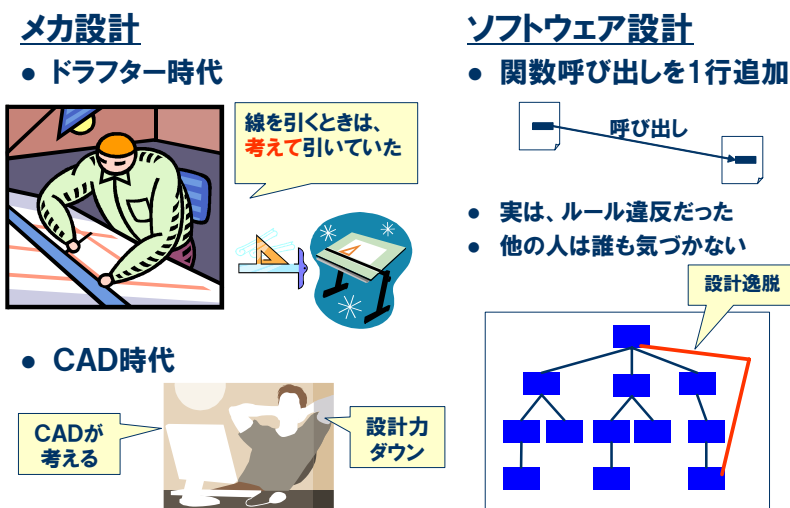 メカ設計
● ドラフター時代
線を引くときは、
考えて引いていた
● CAD時代
CADが
考える
設計力
ダウン
ソフトウェア設計
● 関数呼び出しを1行追加
呼び出し
● 実は、ルール違反だった
● 他の人は誰も気づかない
設計逸脱